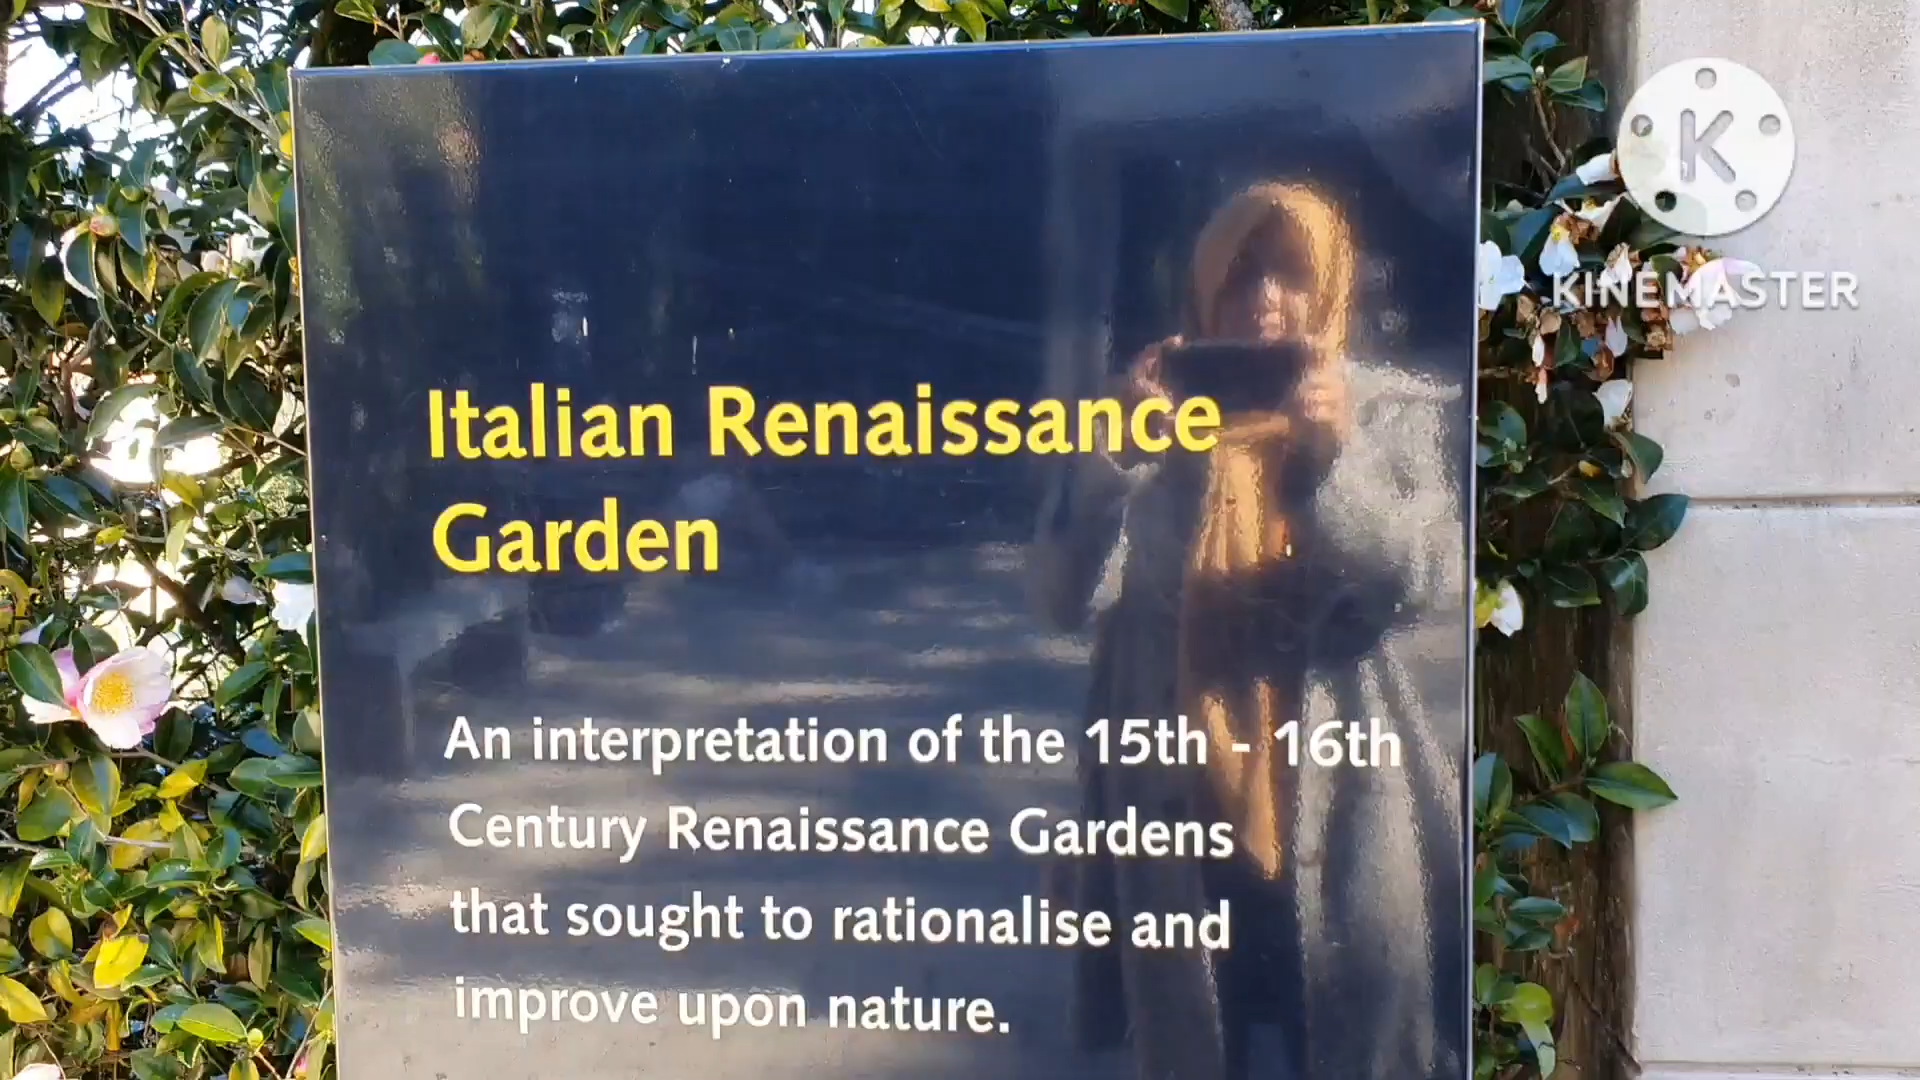 Italian Renaissance
Garden
An interpretation of the 15th - 16th
Century Renaissance Gardens
that sought to rationalise and
improve upon nature.
K
KINEMASTER